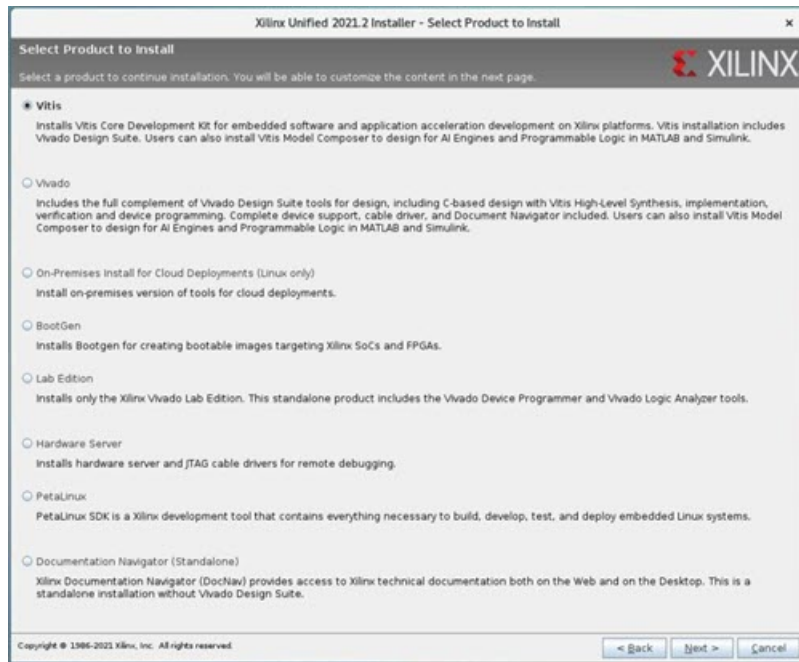 Xilinx Unified 2021.2 Installer - Select Product to Install
Select Product to Install
Select a product to continue installation. You will be able to customize the content in the next page.
XILINX
Vitis
Installs Vitis Core Development Kit for embedded software and application acceleration development on Xilinx platforms. Vitis installation includes
Vivado Design Suite. Users can also install Vitis Model Composer to design for AI Engines and Programmable Logic in MATLAB and Simulink.
Vivado
Includes the full complement of Vivado Design Suite tools for design, including C-based design with Vitis High-Level Synthesis, implementation,
verification and device programming. Complete device support, cable driver, and Document Navigator included. Users can also install Vitis Model
Composer to design for AI Engines and Programmable Logic in MATLAB and Simulink.
On-Premises Install for Cloud Deployments (Linux only)
Install on-premises version of tools for cloud deployments.
BootGen
Installs Bootgen for creating bootable images targeting Xilinx SoCs and FPGAs.
Lab Edition
Installs only the Xilinx Vivado Lab Edition. This standalone product includes the Vivado Device Programmer and Vivado Logic Analyzer tools.
Hardware Server
Installs hardware server and JTAG cable drivers for remote debugging.
PetaLinux
PetaLinux SDK is a Xilinx development tool that contains everything necessary to build, develop, test, and deploy embedded Linux systems.
Documentation Navigator (Standalone)
Xilinx Documentation Navigator (DocNav) provides access to Xilinx technical documentation both on the Web and on the Desktop. This is a
standalone installation without Vivado Design Suite.
Copyright © 1986-2021 Xilinx, Inc. All rights reserved.
< Back Next > Cancel